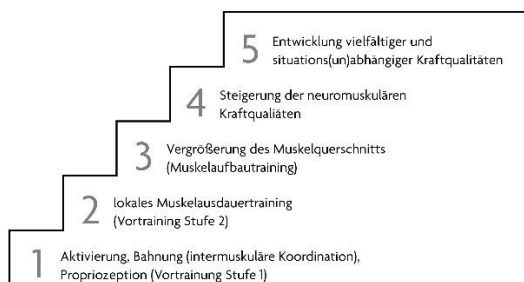 5 Entwicklung vielfältiger und
situations(un)abhängiger Kraftqualitäten
4 Steigerung der neuromuskulären
Kraftqualiäten
3 Vergrößerung des Muskelquerschnitts
(Muskelaufbautraining)
2 lokales Muskelausdauertraining
(Vortraining Stufe 2)
1 Aktivierung, Bahnung (intermuskuläre Koordination),
Propriozeption (Vortrainung Stufe 1)